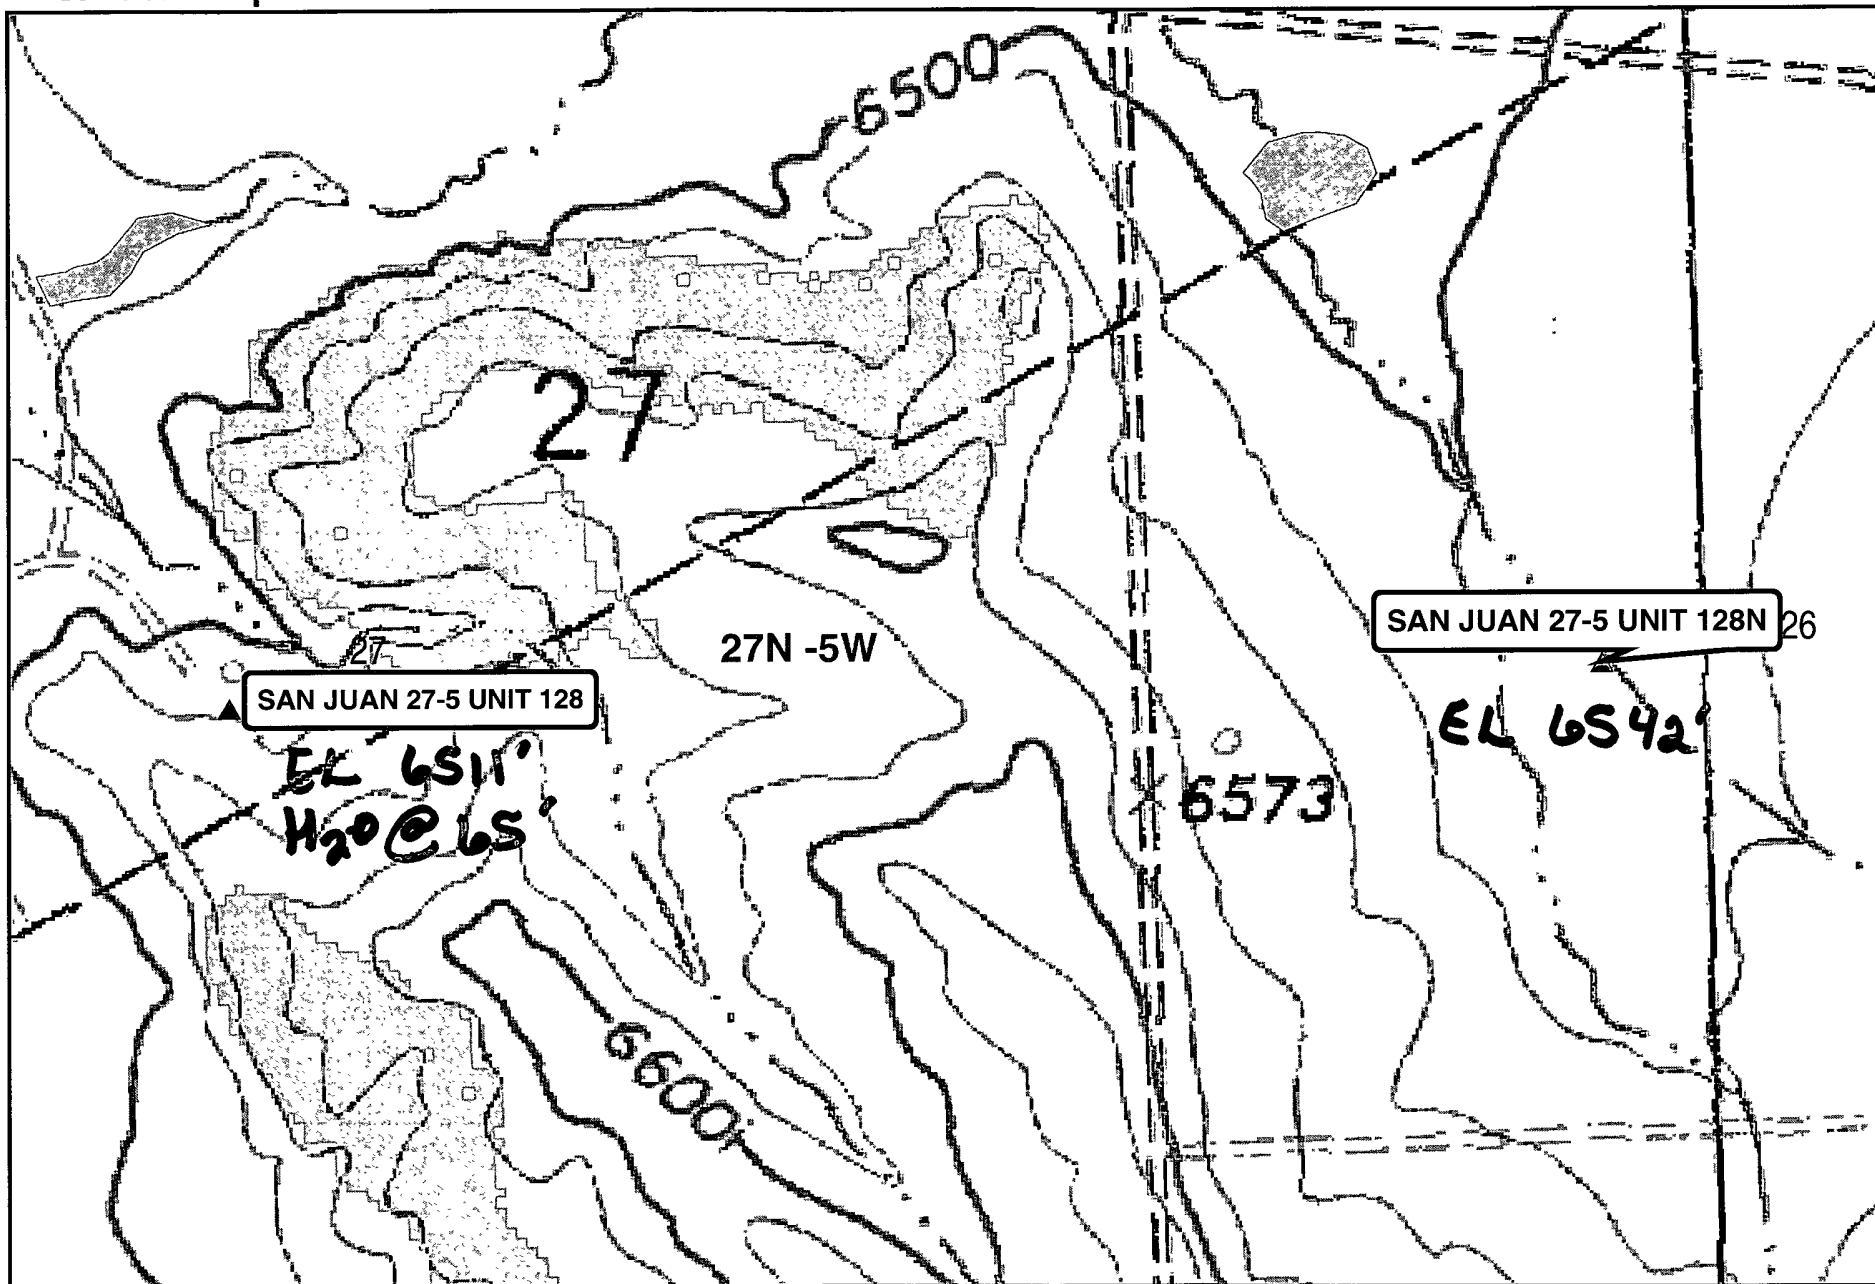 6500
27
SAN JUAN 27-5 UNIT 128N
26
27N -5W
27
SAN JUAN 27-5 UNIT 128
EL 6542'
EL 6511'
H2O @ 65'
6573
6600